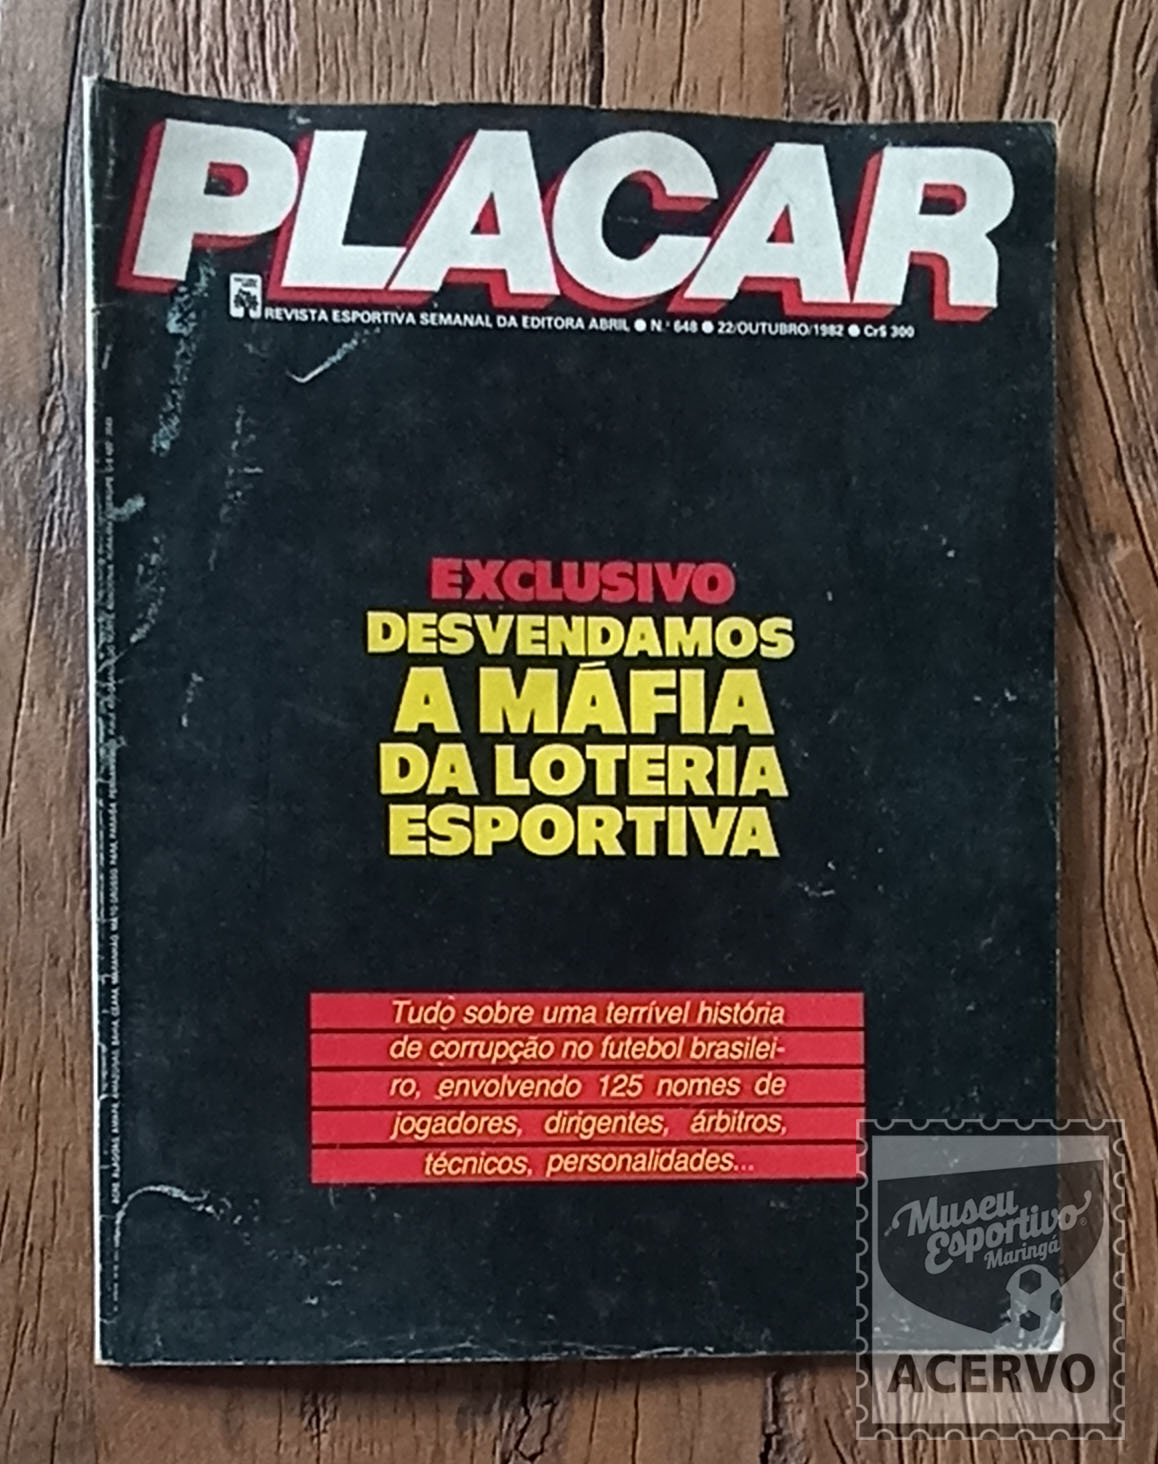 PLACAR
REVISTA ESPORTIVA SEMANAL DA EDITORA ABRIL ● N.º 648 ● 22/OUTUBRO/1982 ● Cr$ 300
EXCLUSIVO
DESVENDAMOS
A MÁFIA
DA LOTERIA
ESPORTIVA
Tudo sobre uma terrível história
de corrupção no futebol brasilei-
ro, envolvendo 125 nomes de
jogadores, dirigentes, árbitros,
técnicos, personalidades...
Museu
Esportivo®
Maringá
ACERVO